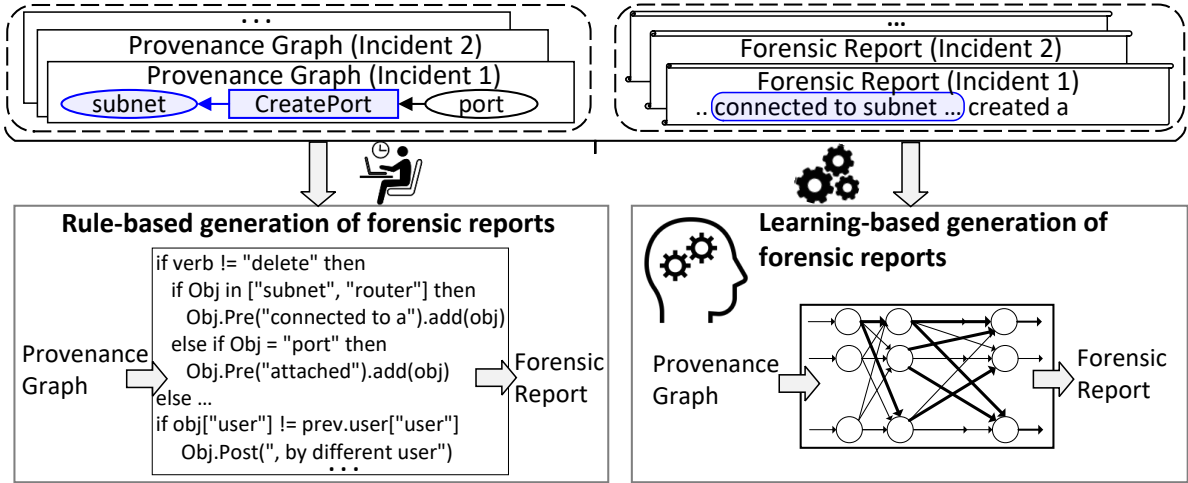 ...
Provenance Graph (Incident 2)
Provenance Graph (Incident 1)
subnet
CreatePort
port
...
Forensic Report (Incident 2)
Forensic Report (Incident 1)
.. connected to subnet ... created a
Rule-based generation of forensic reports
if verb != "delete" then
if Obj in ["subnet", "router"] then
Obj.Pre("connected to a").add(obj)
else if Obj = "port" then
Obj.Pre("attached").add(obj)
else ...
if obj["user"] != prev.user["user"]
Obj.Post(", by different user")
...
Provenance
Graph
Forensic
Report
Learning-based generation of
forensic reports
Provenance
Graph
Forensic
Report